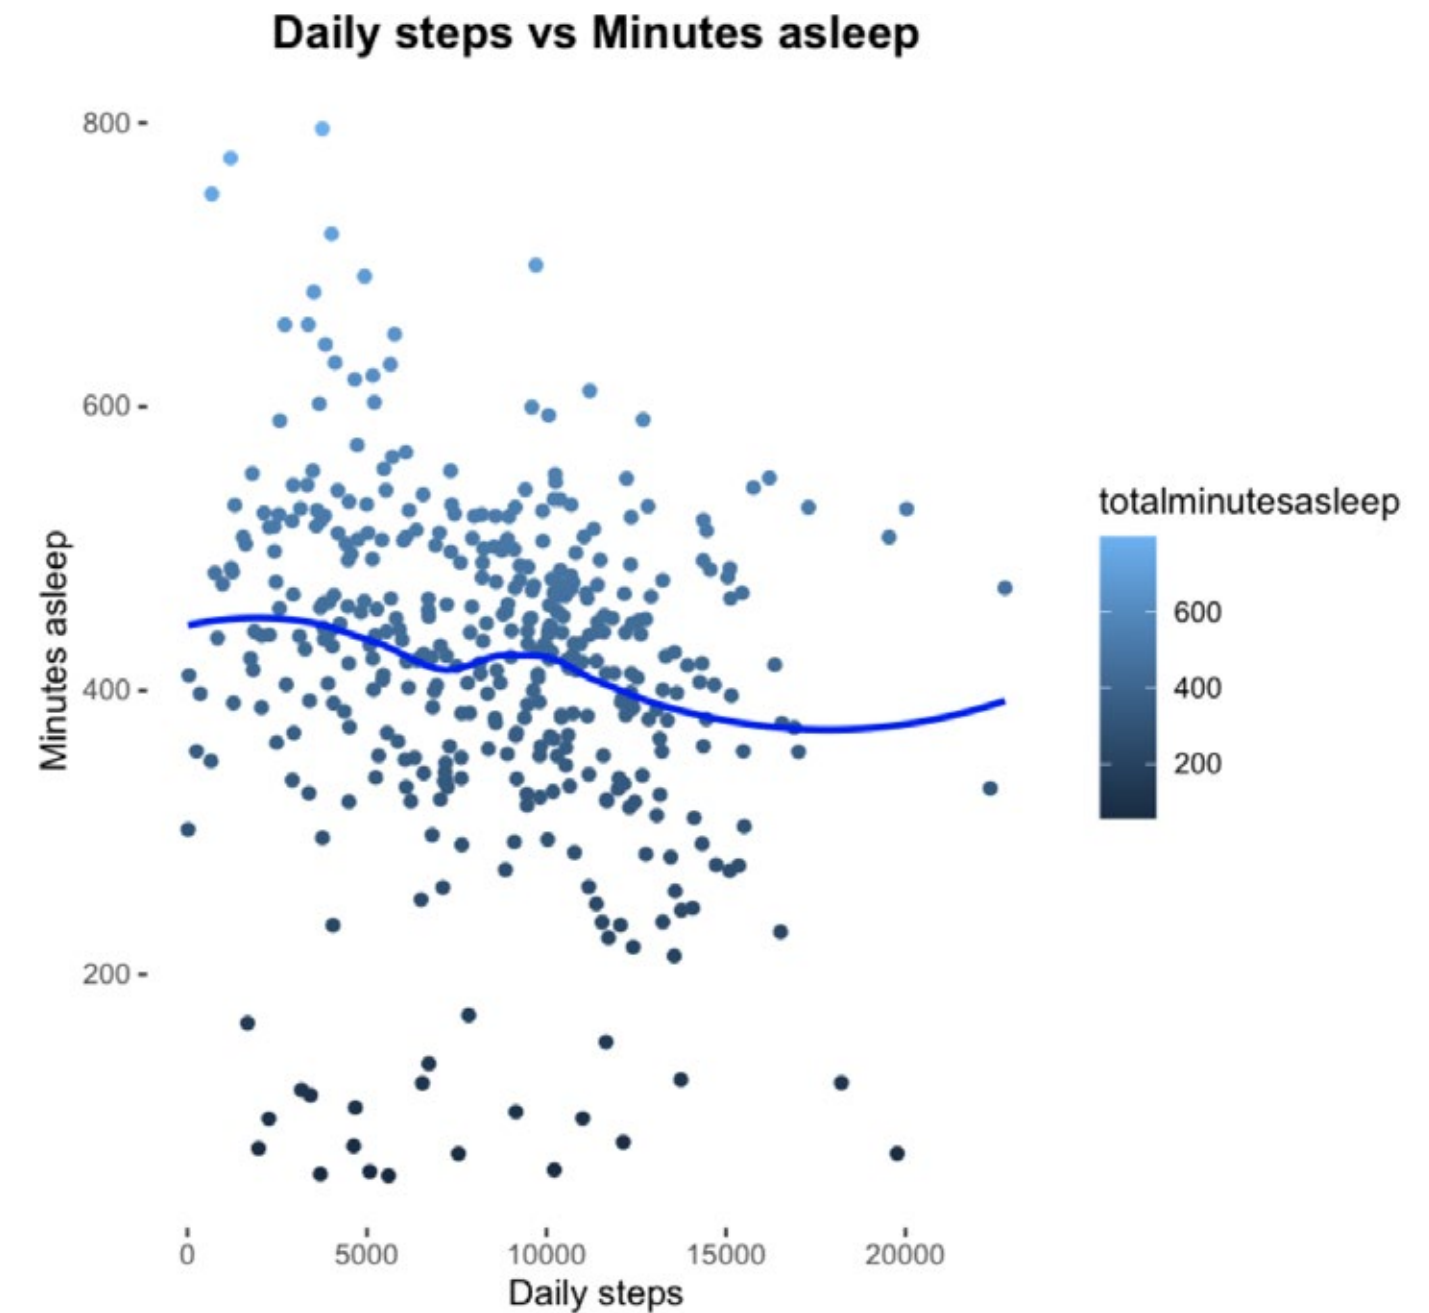 Daily steps vs Minutes asleep
800
600
400
200
Minutes asleep
0 5000 10000 15000 20000
Daily steps
totalminutesasleep
600
400
200